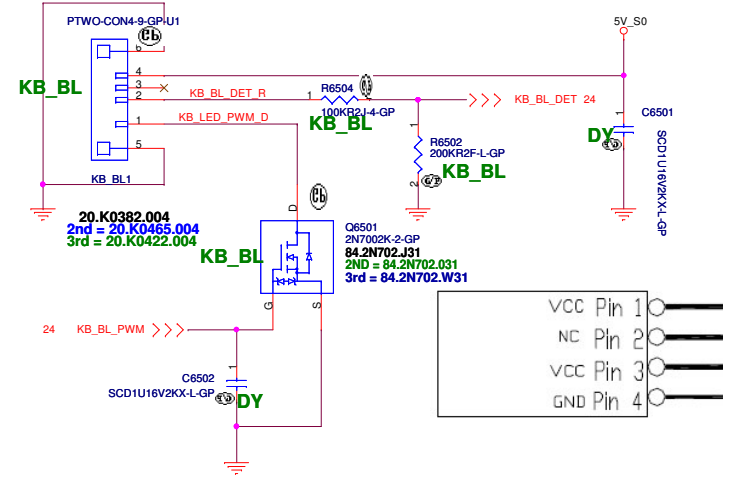 PTWO-CON4-9-GP-U1
5V_S0
6
4
3
2
1
5
KB_BL
KB_BL_DET_R
1
R6504
100KR2J-4-GP
KB_BL
KB_BL_DET 24
KB_LED_PWM_D
1
R6502
200KR2F-L-GP
KB_BL
2
1
C6501
DY
SCD1U16V2KX-L-GP
KB_BL1
20.K0382.004
2nd = 20.K0465.004
3rd = 20.K0422.004
D
KB_BL
Q6501
2N7002K-2-GP
84.2N702.J31
2ND = 84.2N702.031
3rd = 84.2N702.W31
G
S
24 KB_BL_PWM
1
C6502
SCD1U16V2KX-L-GP
DY
VCC Pin 1
NC Pin 2
VCC Pin 3
GND Pin 4